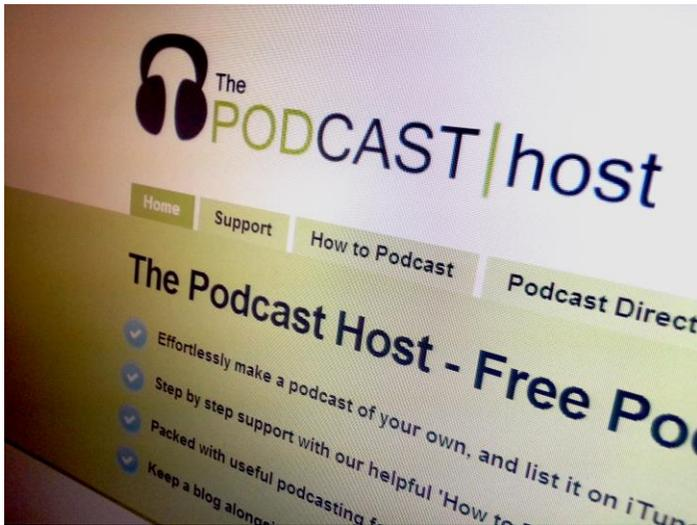 The
PODCAST|host
Home
Support
How to Podcast
Podcast Direct
The Podcast Host - Free Po
Effortlessly make a podcast of your own, and list it on iTun
Step by step support with our helpful 'How to
Packed with useful podcasting
Keep a blog